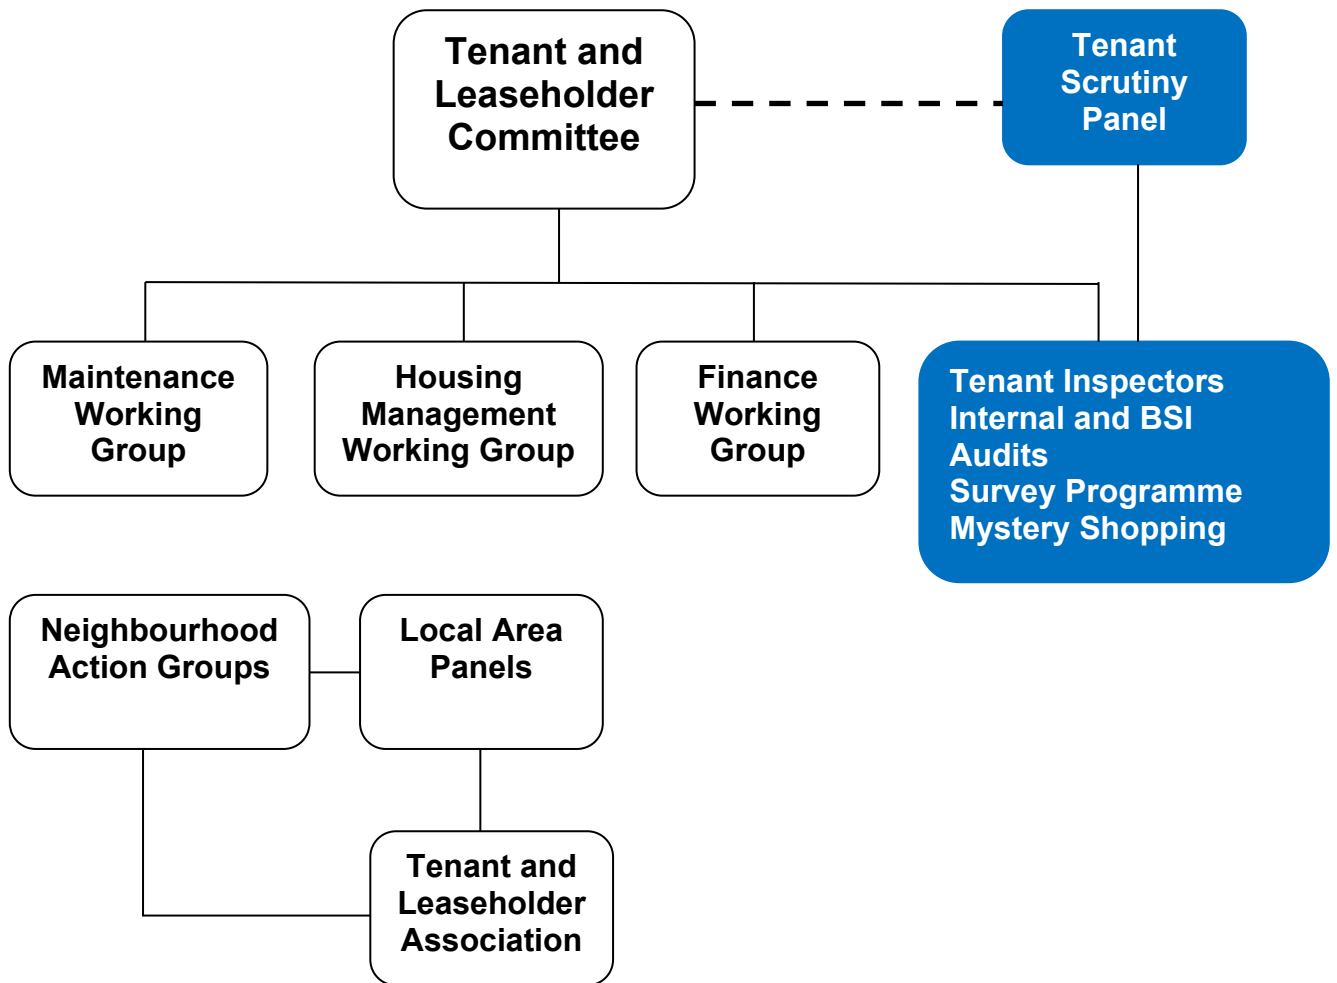 Tenant and
Leaseholder
Committee
Tenant
Scrutiny
Panel
Maintenance
Working
Group
Housing
Management
Working Group
Finance
Working
Group
Tenant Inspectors
Internal and BSI
Audits
Survey Programme
Mystery Shopping
Neighbourhood
Action Groups
Local Area
Panels
Tenant and
Leaseholder
Association